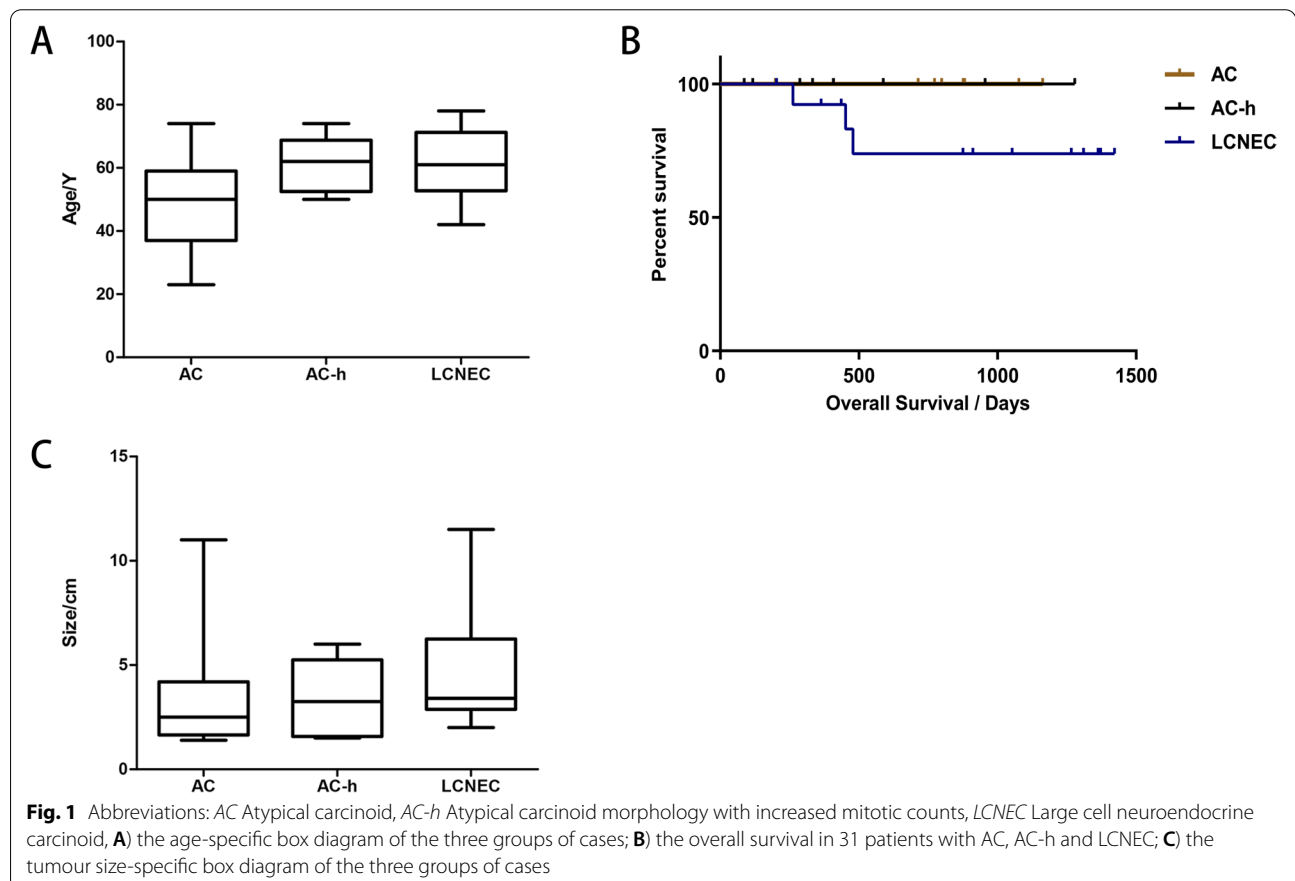 A
100
80
60
40
20
0
Age/Y
AC
AC-h
LCNEC
B
100
50
0
Percent survival
0
500
1000
1500
Overall Survival / Days
AC
AC-h
LCNEC
C
15
10
5
0
Size/cm
AC
AC-h
LCNEC
Fig. 1 Abbreviations: AC Atypical carcinoid, AC-h Atypical carcinoid morphology with increased mitotic counts, LCNEC Large cell neuroendocrine
carcinoid, A) the age-specific box diagram of the three groups of cases; B) the overall survival in 31 patients with AC, AC-h and LCNEC; C) the
tumour size-specific box diagram of the three groups of cases